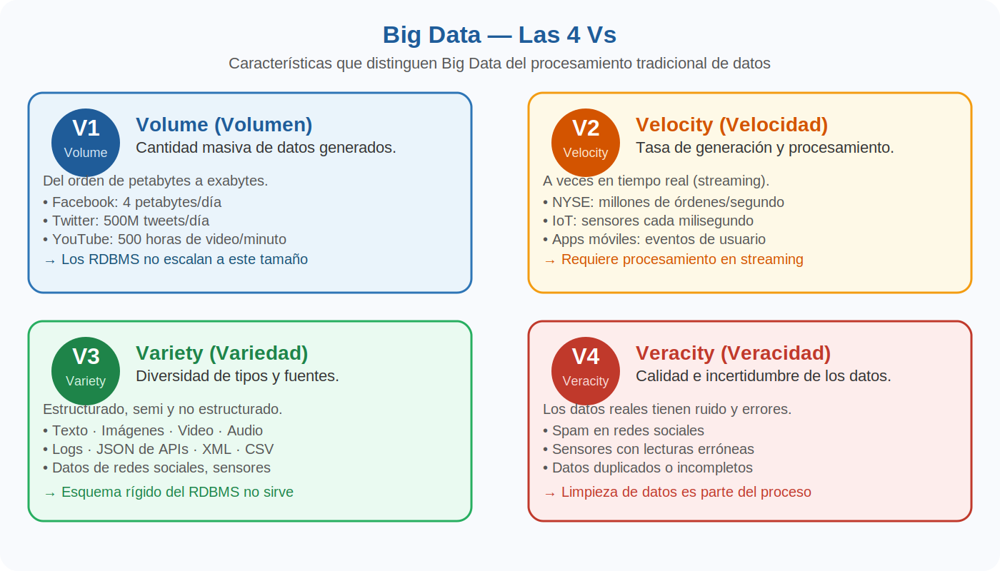 Big Data — Las 4 Vs
Características que distinguen Big Data del procesamiento tradicional de datos
V1
Volume
Volume (Volumen)
Cantidad masiva de datos generados.
Del orden de petabytes a exabytes.
• Facebook: 4 petabytes/día
• Twitter: 500M tweets/día
• YouTube: 500 horas de video/minuto
→ Los RDBMS no escalan a este tamaño
V2
Velocity
Velocity (Velocidad)
Tasa de generación y procesamiento.
A veces en tiempo real (streaming).
• NYSE: millones de órdenes/segundo
• IoT: sensores cada milisegundo
• Apps móviles: eventos de usuario
→ Requiere procesamiento en streaming
V3
Variety
Variety (Variedad)
Diversidad de tipos y fuentes.
Estructurado, semi y no estructurado.
• Texto · Imágenes · Video · Audio
• Logs · JSON de APIs · XML · CSV
• Datos de redes sociales, sensores
→ Esquema rígido del RDBMS no sirve
V4
Veracity
Veracity (Veracidad)
Calidad e incertidumbre de los datos.
Los datos reales tienen ruido y errores.
• Spam en redes sociales
• Sensores con lecturas erróneas
• Datos duplicados o incompletos
→ Limpieza de datos es parte del proceso